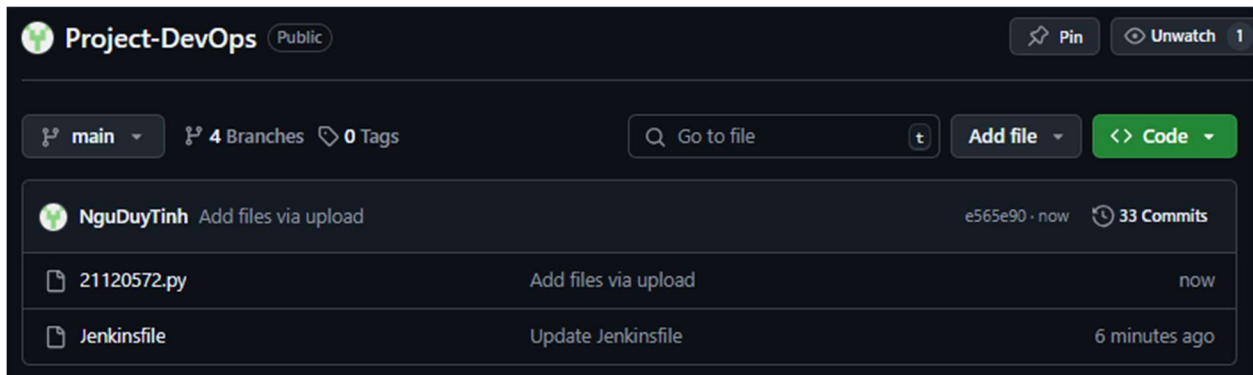 Project-DevOps Public Pin Unwatch 1
main 4 Branches 0 Tags Go to file t Add file <> Code
NguDuyTinh Add files via upload e565e90 · now 33 Commits
21120572.py Add files via upload now
Jenkinsfile Update Jenkinsfile 6 minutes ago